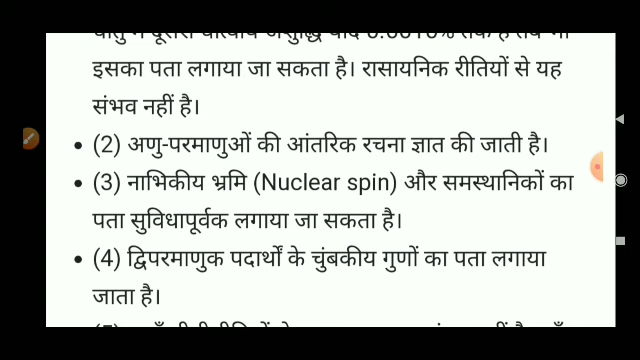 इसका पता लगाया जा सकता है। रासायनिक रीतियों से यह
संभव नहीं है।
(2) अणु-परमाणुओं की आंतरिक रचना ज्ञात की जाती है।
(3) नाभिकीय भ्रमि (Nuclear spin) और समस्थानिकों का
पता सुविधापूर्वक लगाया जा सकता है।
(4) द्विपरमाणुक पदार्थों के चुंबकीय गुणों का पता लगाया
जाता है।